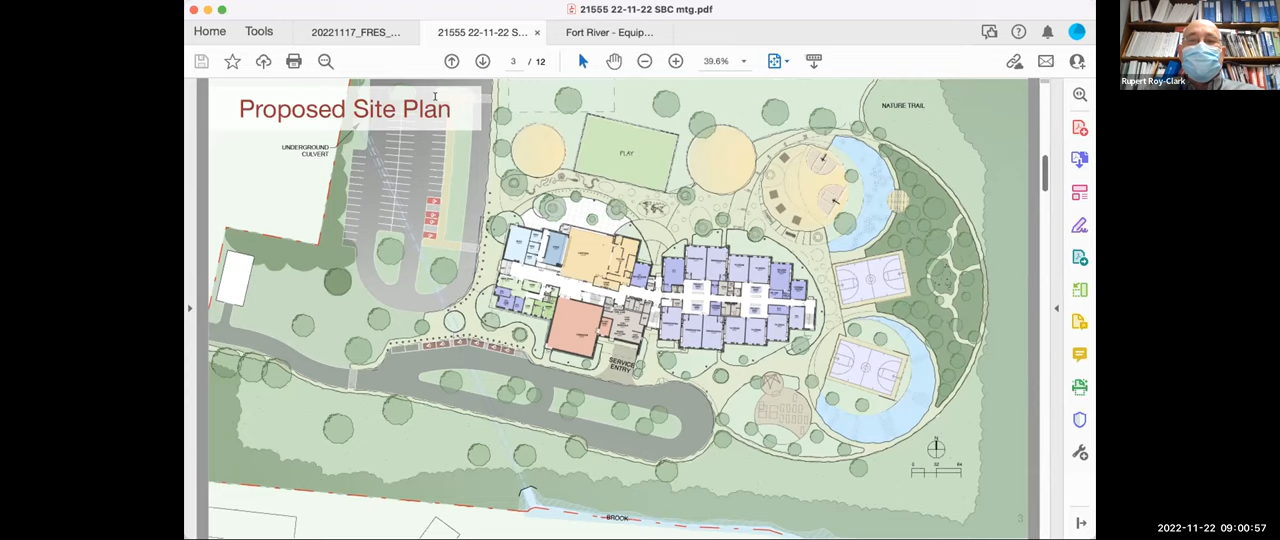 21555 22-11-22 SBC mtg.pdf
Home
Tools
20221117_FRES_...
21555 22-11-22 S... ×
Fort River - Equip...
3 / 12
39.6%
Proposed Site Plan
UNDERGROUND
CULVERT
NATURE TRAIL
PLAY
SERVICE
ENTRY
N
BROOK
3
Rupert Roy-Clark
2022-11-22 09:00:57